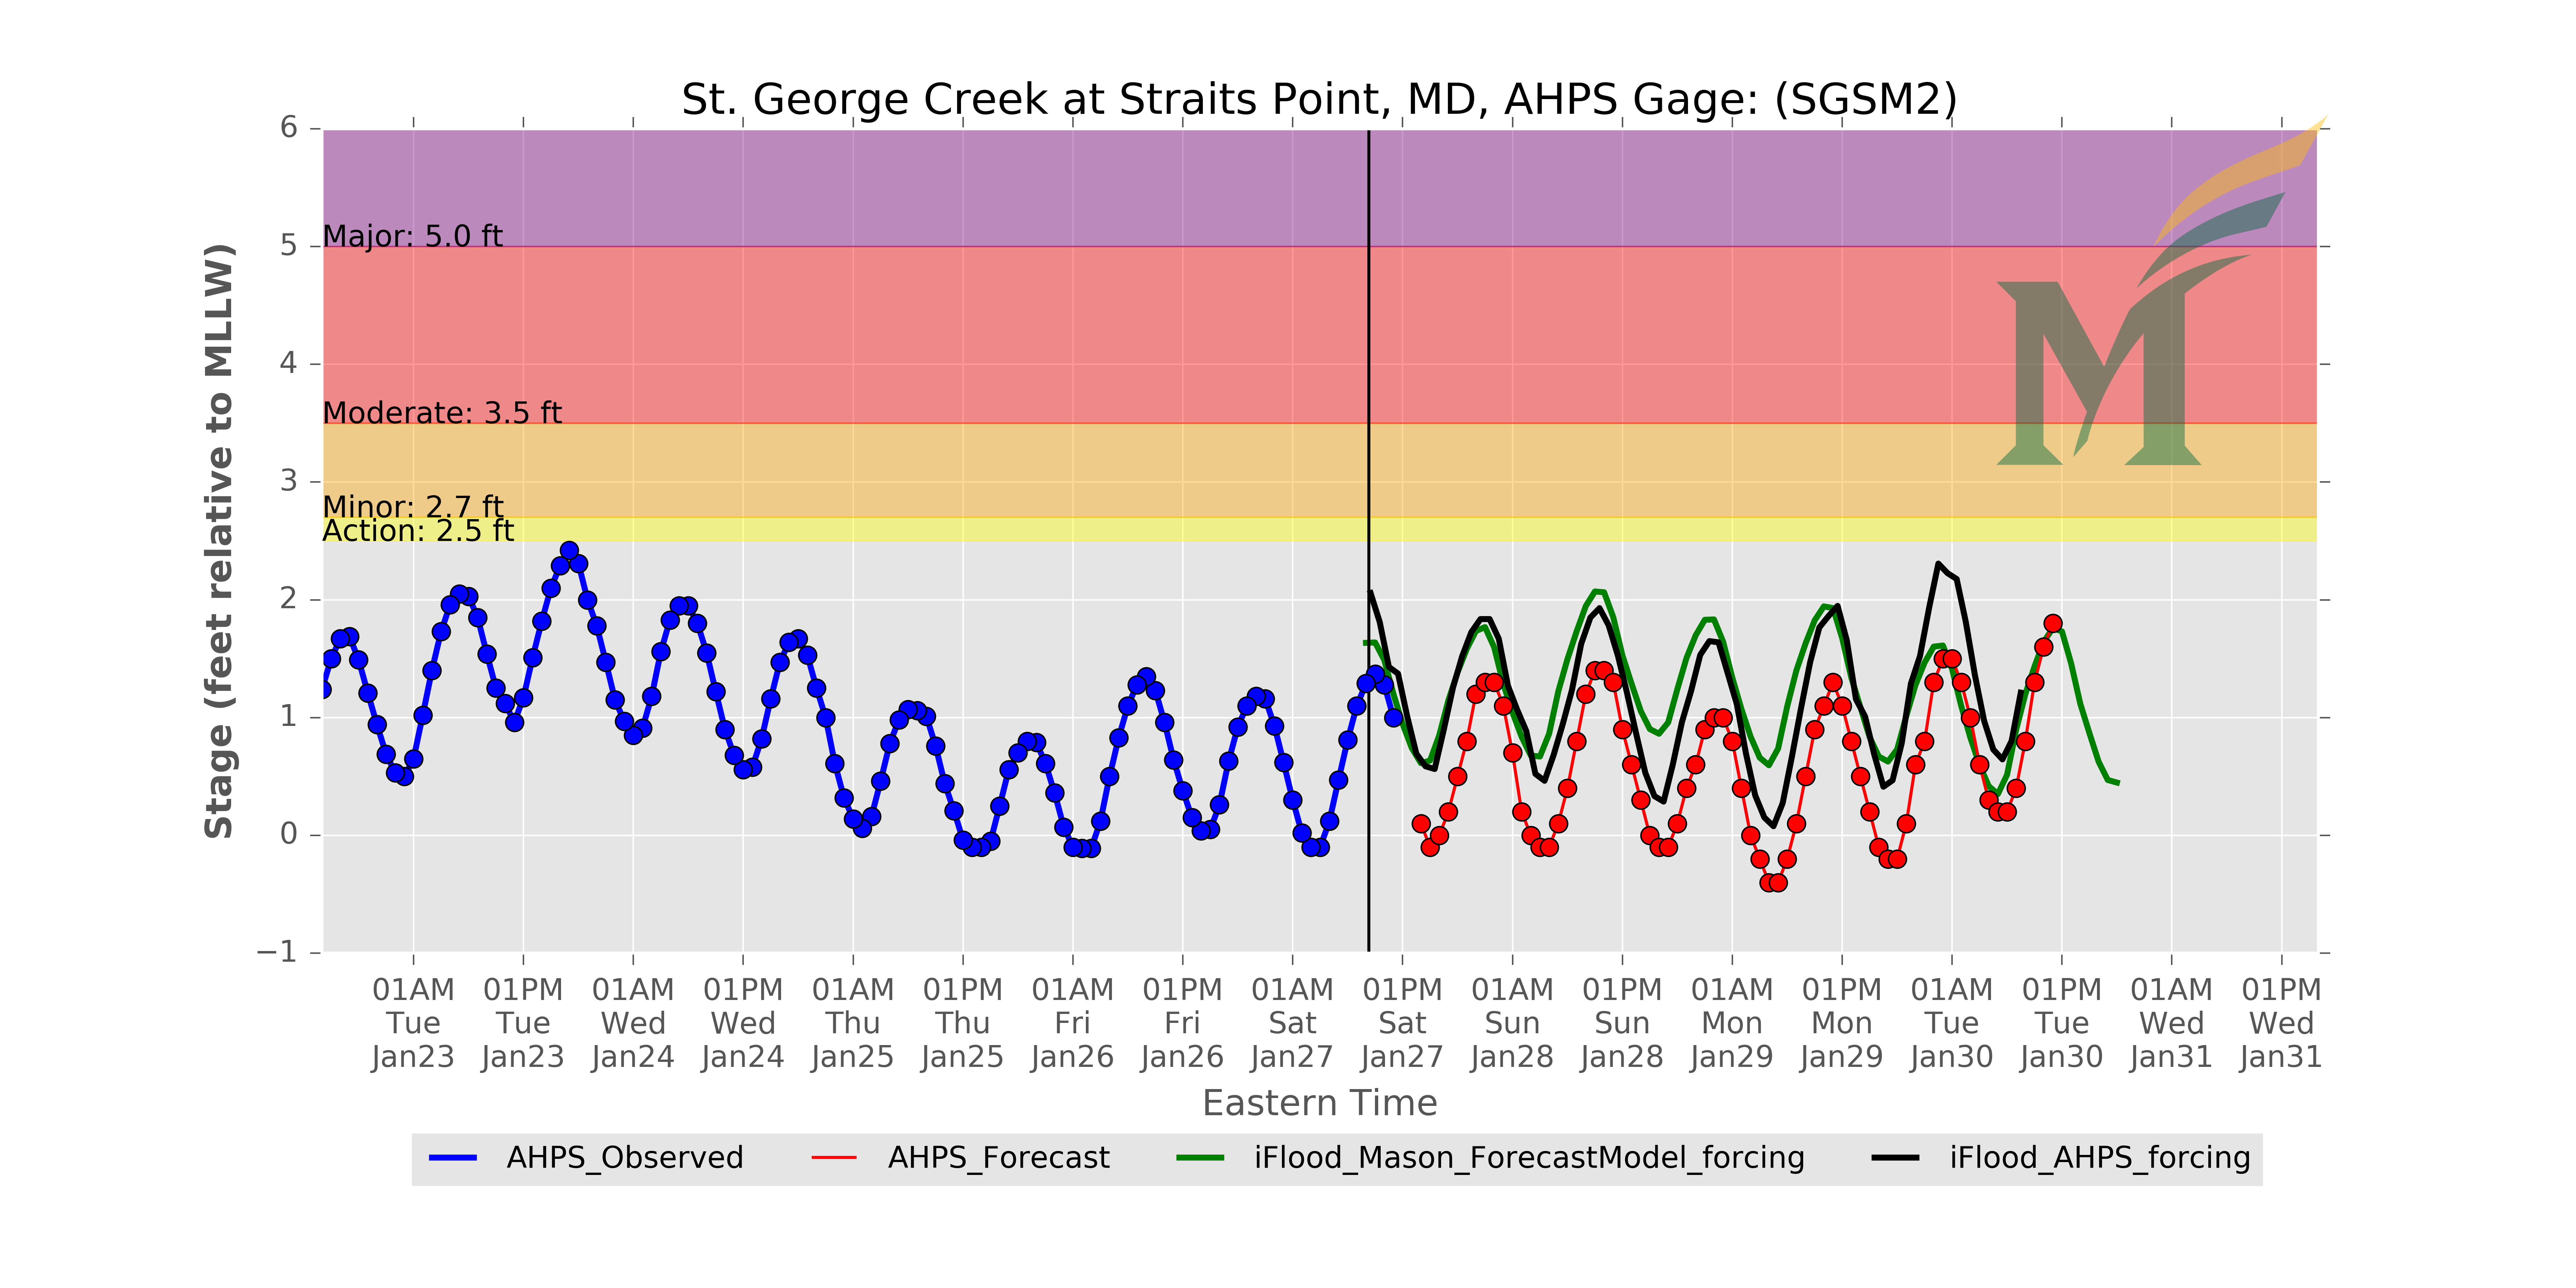 St. George Creek at Straits Point, MD, AHPS Gage: (SGSM2)
6
5
4
3
2
1
0
−1
Stage (feet relative to MLLW)
Major: 5.0 ft
Moderate: 3.5 ft
Minor: 2.7 ft
Action: 2.5 ft
M
01AM 01PM 01AM 01PM 01AM 01PM 01AM 01PM 01AM 01PM 01AM 01PM 01AM 01PM 01AM 01PM 01AM 01PM
Tue Tue Wed Wed Thu Thu Fri Fri Sat Sat Sun Sun Mon Mon Tue Tue Wed Wed
Jan23 Jan23 Jan24 Jan24 Jan25 Jan25 Jan26 Jan26 Jan27 Jan27 Jan28 Jan28 Jan29 Jan29 Jan30 Jan30 Jan31 Jan31
Eastern Time
AHPS_Observed AHPS_Forecast iFlood_Mason_ForecastModel_forcing iFlood_AHPS_forcing